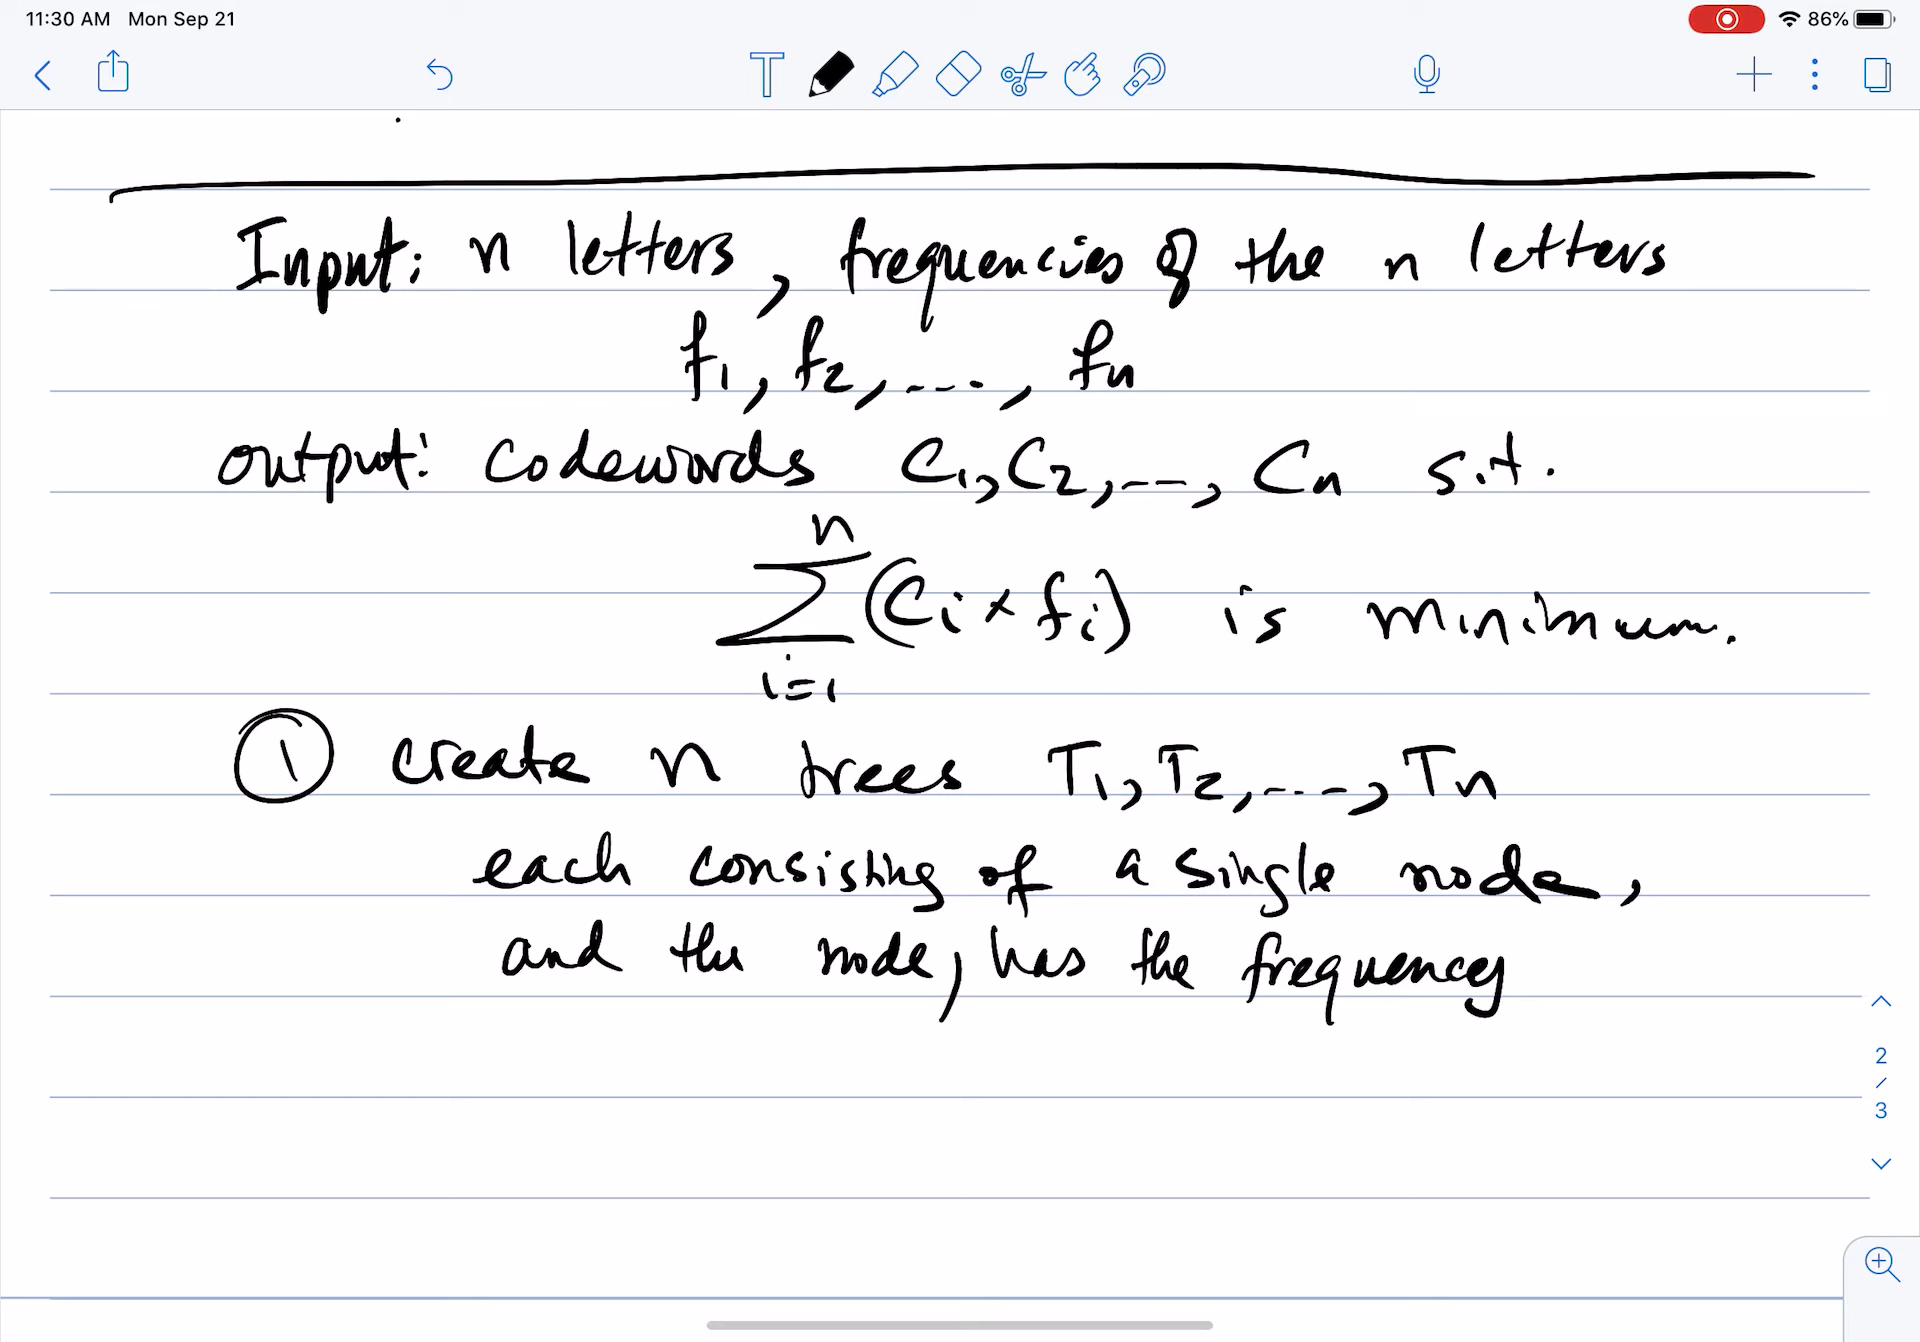 11:30 AM Mon Sep 21
86%
Input: n letters, frequencies of the n letters
f1, f2, ...., fn
output: codewords C1, C2, ---, Cn s.t.
n
∑ (Ci × fi) is minimum.
i=1
① create n trees T1, T2, ----, Tn
each consisting of a single node,
and the node, has the frequency
2
/
3